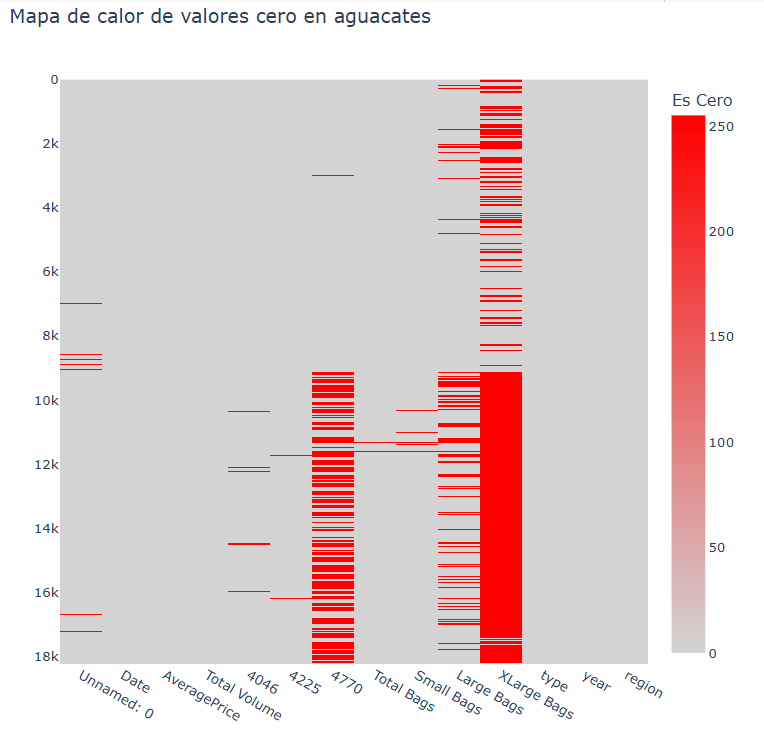 Mapa de calor de valores cero en aguacates
Es Cero
0
2k
4k
6k
8k
10k
12k
14k
16k
18k
250
200
150
100
50
0
Unnamed: 0
Date
AveragePrice
Total Volume
4046
4225
4770
Total Bags
Small Bags
Large Bags
XLarge Bags
type
year
region